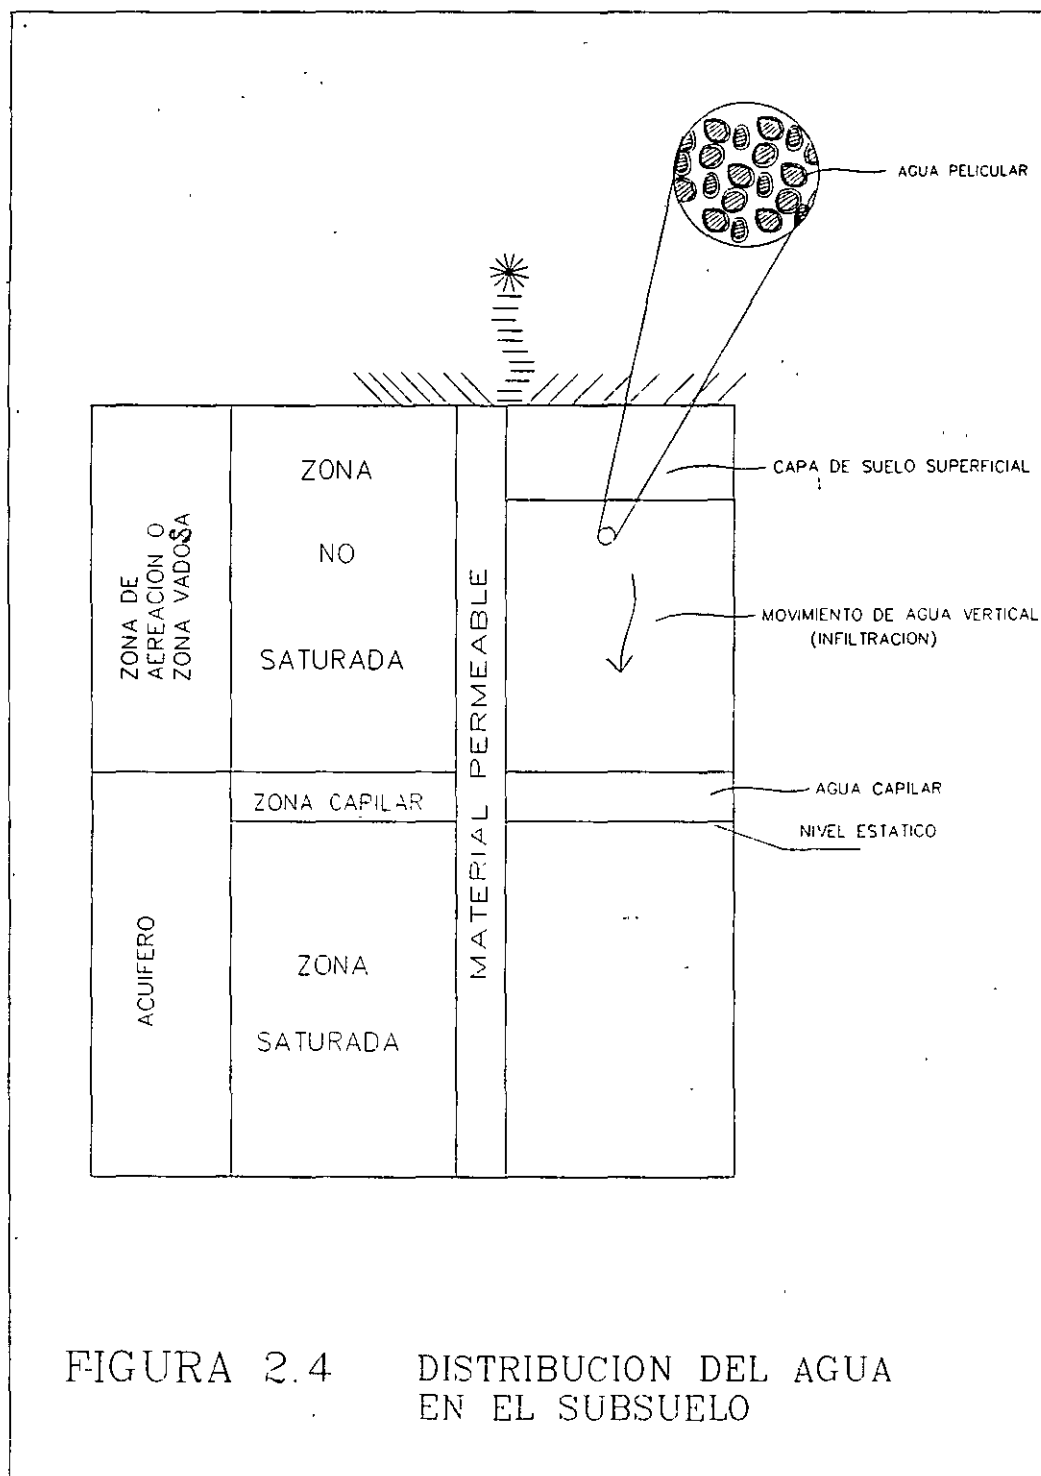 AGUA PELICULAR
CAPA DE SUELO SUPERFICIAL
MOVIMIENTO DE AGUA VERTICAL
(INFILTRACION)
AGUA CAPILAR
NIVEL ESTATICO
ZONA DE
AEREACION O
ZONA VADOSA
ZONA
NO
SATURADA
MATERIAL PERMEABLE
ZONA CAPILAR
ACUIFERO
ZONA
SATURADA
FIGURA 2.4 DISTRIBUCION DEL AGUA
EN EL SUBSUELO